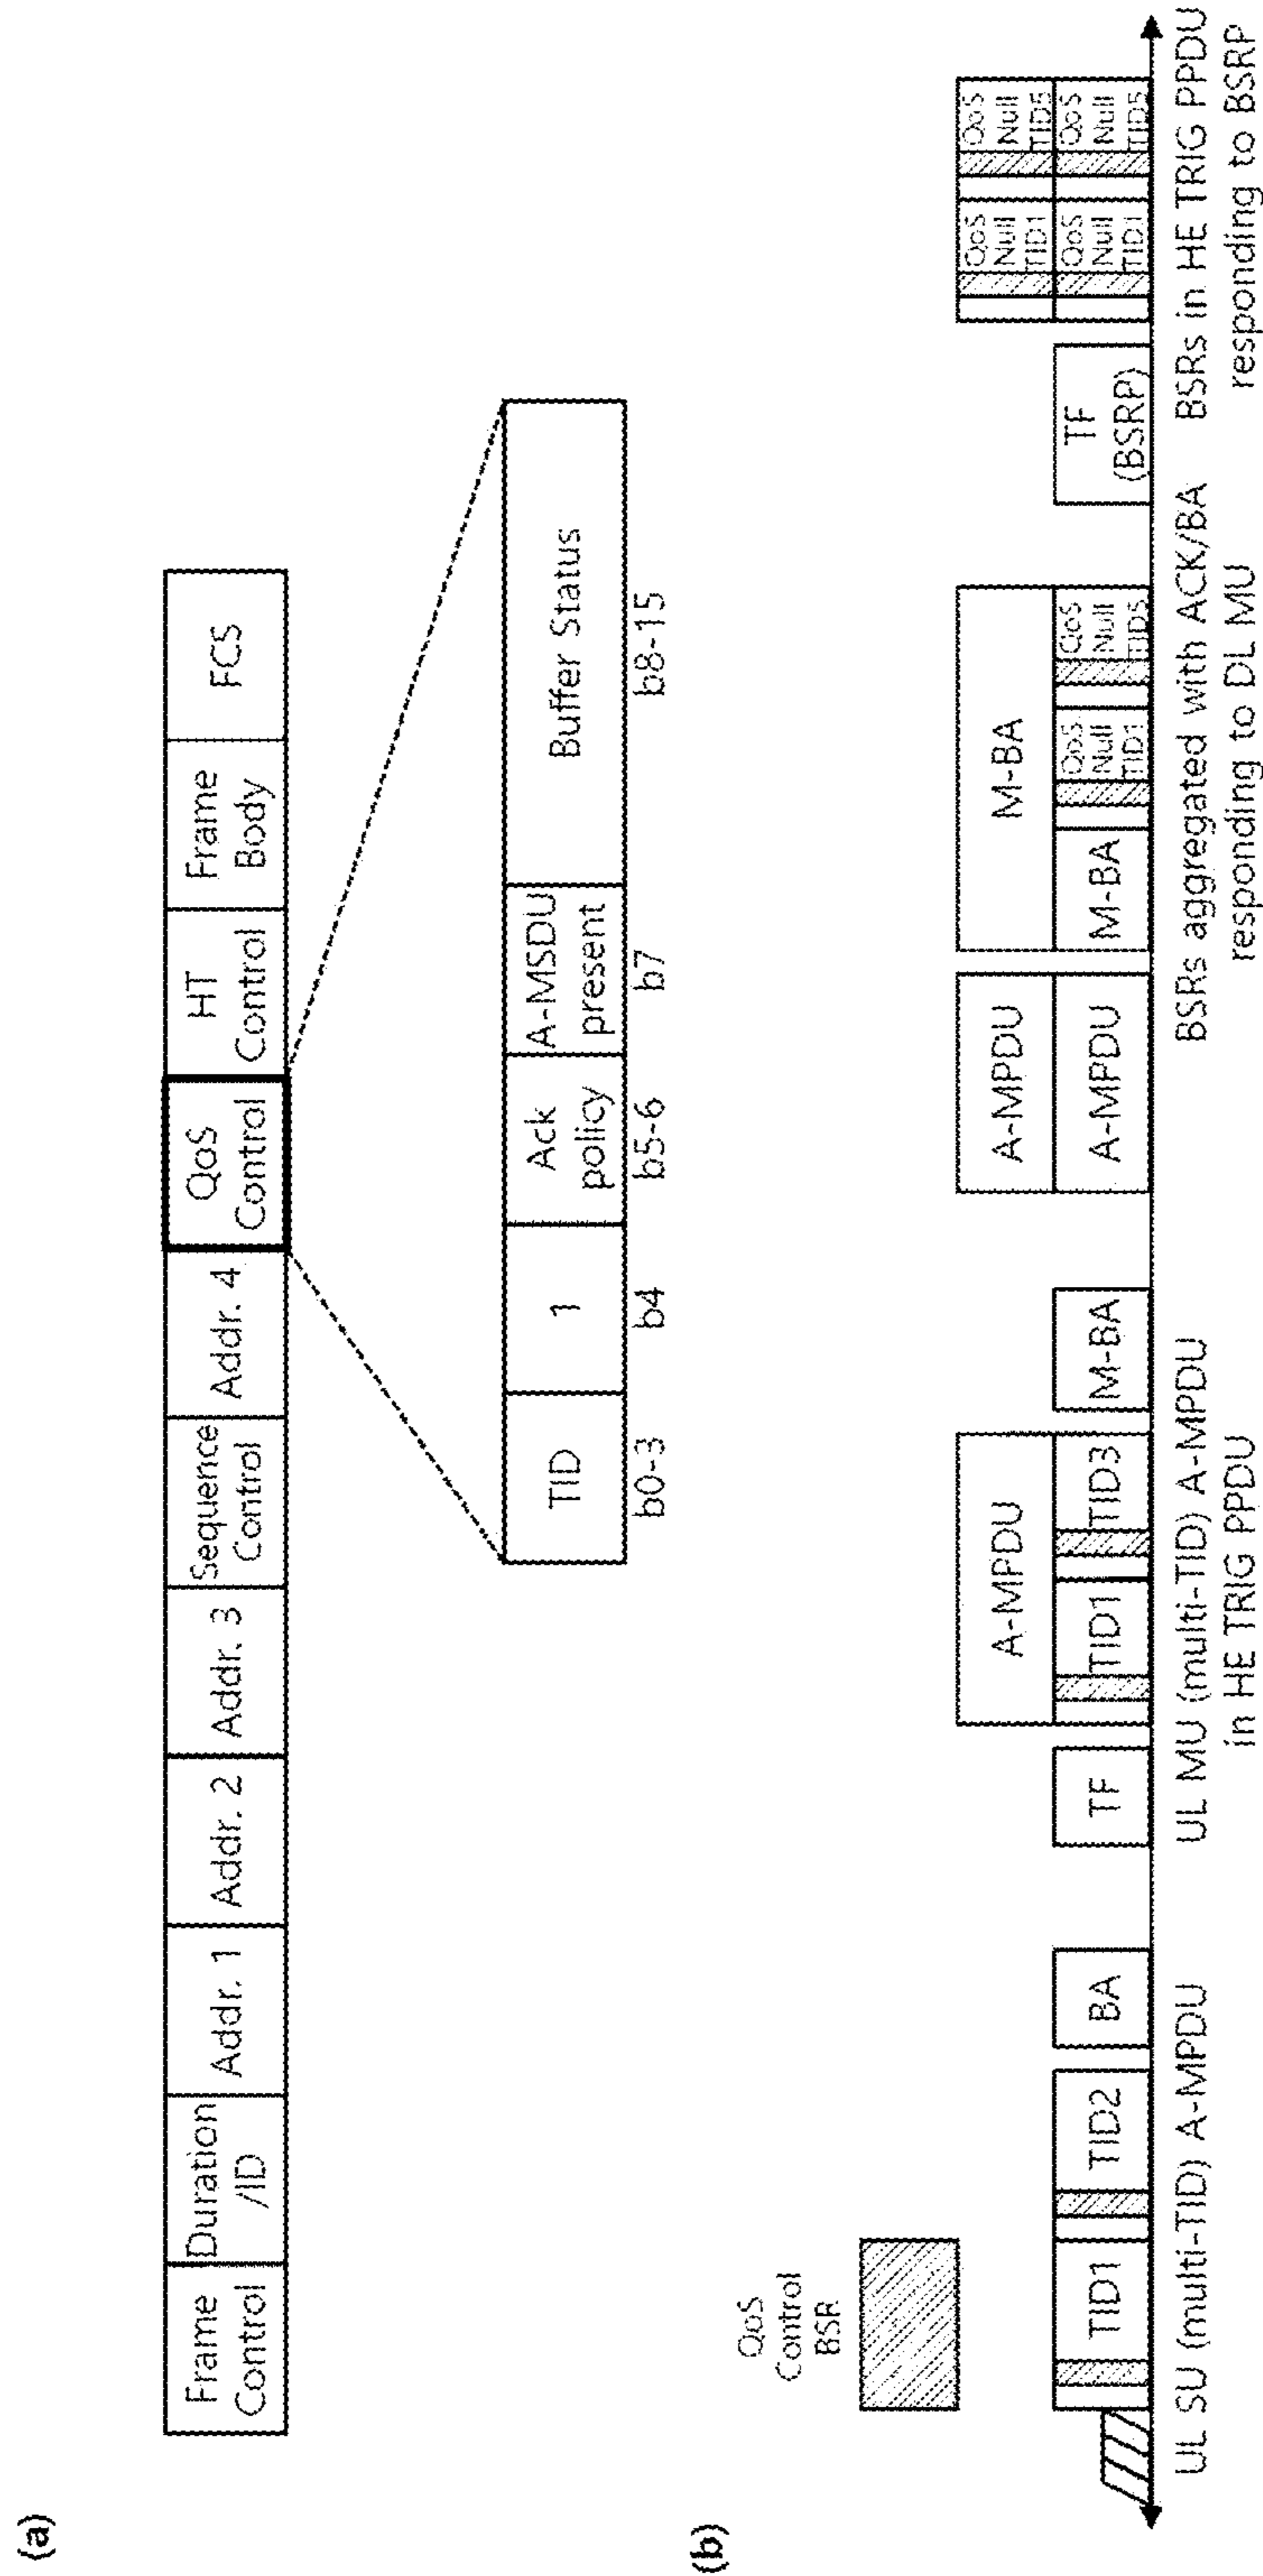 (a)
Frame
Control
Duration
/ID
Addr. 1
Addr. 2
Addr. 3
Sequence
Control
Addr. 4
QoS
Control
HT
Control
Frame
Body
FCS
TID
1
Ack
policy
A-MSDU
present
Buffer Status
b0-3
b4
b5-6
b7
b8-15
(b)
QoS
Control
BSR
TID1
TID2
BA
TF
A-MPDU
TID1
TID3
M-BA
A-MPDU
A-MPDU
M-BA
M-BA
QoS
Null
TID1
QoS
Null
TID5
TF
(BSRP)
QoS
Null
TID1
QoS
Null
TID5
QoS
Null
TID1
QoS
Null
TID5
UL SU (multi-TID) A-MPDU
UL MU (multi-TID) A-MPDU
in HE TRIG PPDU
BSRs aggregated with ACK/BA
responding to DL MU
BSRs in HE TRIG PPDU
responding to BSRP